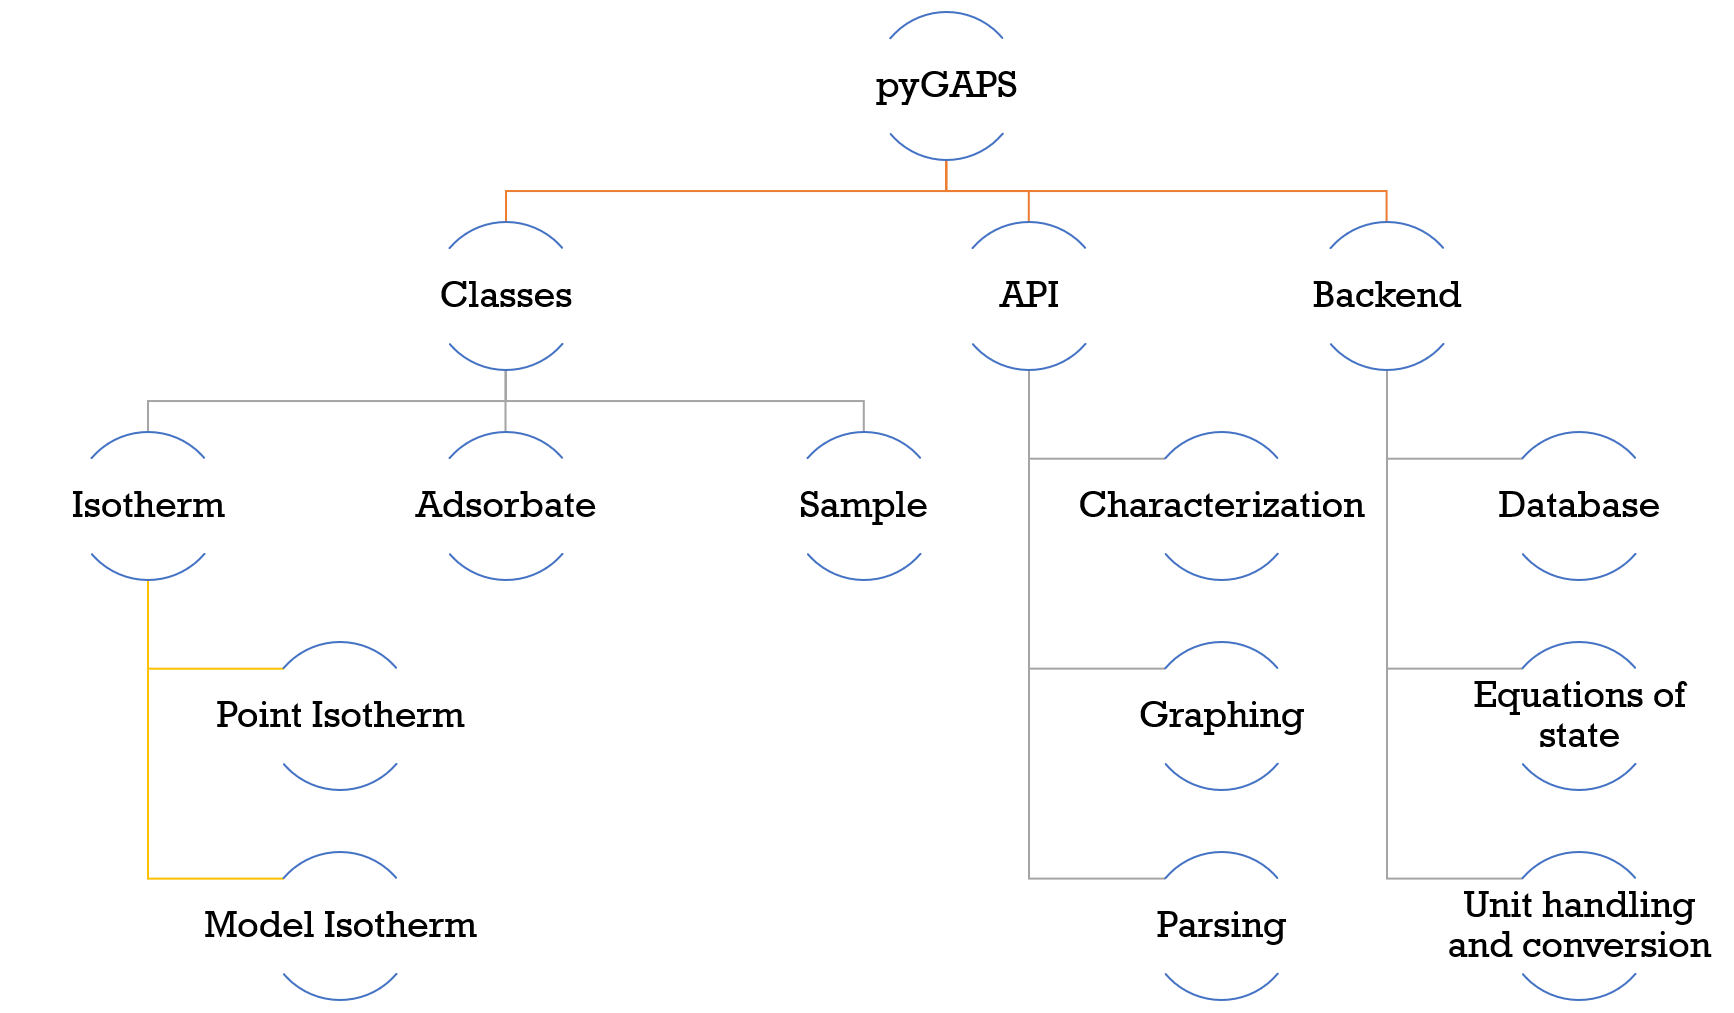 pyGAPS
Classes
API
Backend
Isotherm
Adsorbate
Sample
Characterization
Database
Point Isotherm
Graphing
Equations of
state
Model Isotherm
Parsing
Unit handling
and conversion